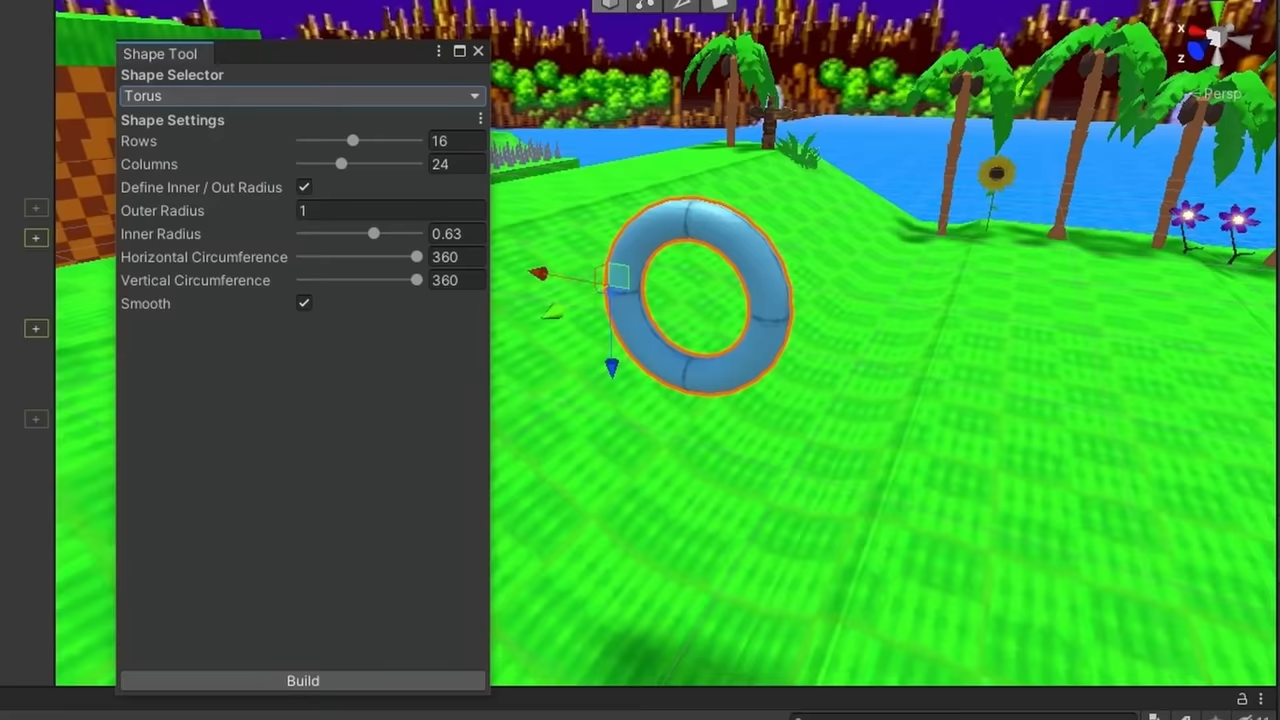 Shape Tool
Shape Selector
Torus
Shape Settings
Rows 16
Columns 24
Define Inner / Out Radius
Outer Radius 1
Inner Radius 0.63
Horizontal Circumference 360
Vertical Circumference 360
Smooth
Build
x
z
Persp